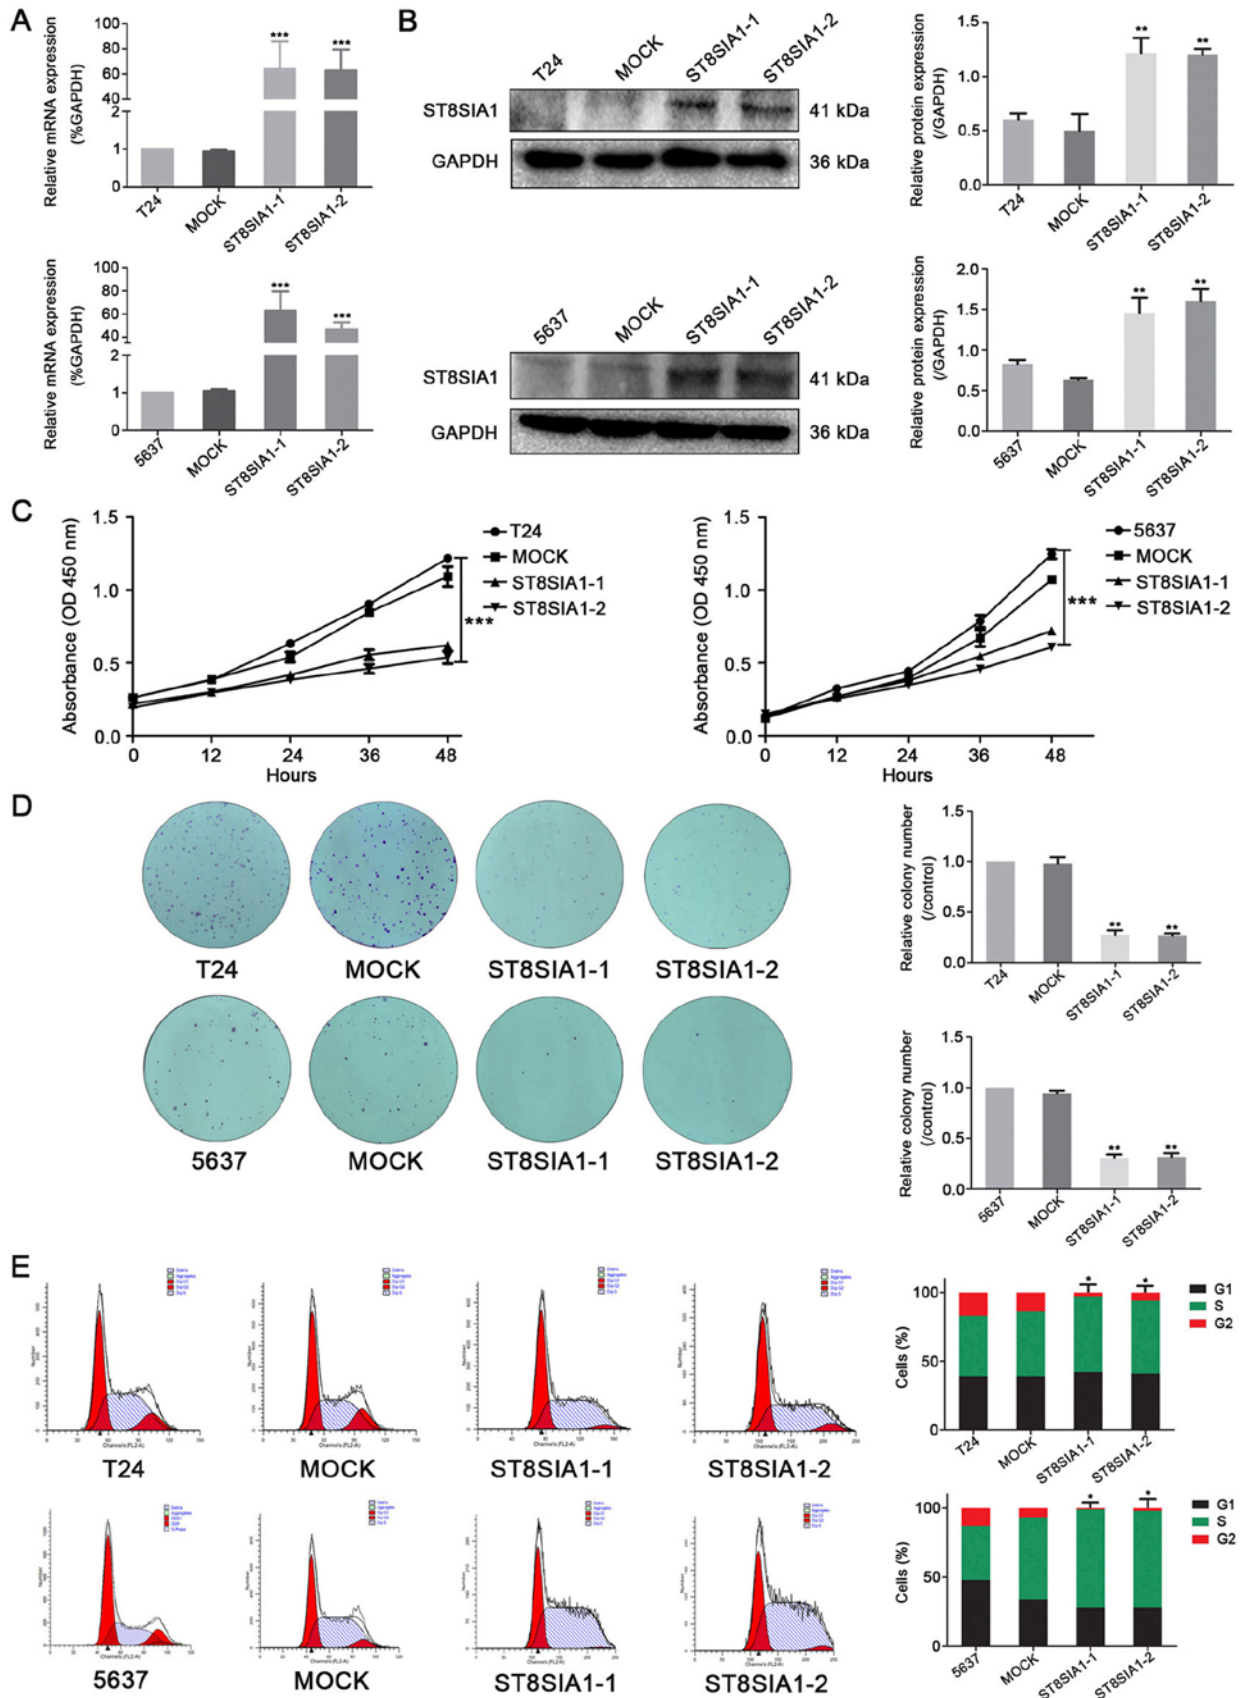 A
Relative mRNA expression
(%GAPDH)
100
80
60
40
2
1
0
***
***
T24
MOCK
ST8SIA1-1
ST8SIA1-2
B
T24
MOCK
ST8SIA1-1
ST8SIA1-2
ST8SIA1
41 kDa
GAPDH
36 kDa
Relative protein expression
(/GAPDH)
1.5
1.0
0.5
0.0
**
**
T24
MOCK
ST8SIA1-1
ST8SIA1-2
Relative mRNA expression
(%GAPDH)
100
80
60
40
2
1
0
***
***
5637
MOCK
ST8SIA1-1
ST8SIA1-2
5637
MOCK
ST8SIA1-1
ST8SIA1-2
ST8SIA1
41 kDa
GAPDH
36 kDa
Relative protein expression
(/GAPDH)
2.0
1.5
1.0
0.5
0.0
**
**
5637
MOCK
ST8SIA1-1
ST8SIA1-2
C
Absorbance (OD 450 nm)
1.5
1.0
0.5
0.0
0 12 24 36 48
Hours
T24
MOCK
ST8SIA1-1
ST8SIA1-2
***
Absorbance (OD 450 nm)
1.5
1.0
0.5
0.0
0 12 24 36 48
Hours
5637
MOCK
ST8SIA1-1
ST8SIA1-2
***
D
T24 MOCK ST8SIA1-1 ST8SIA1-2
Relative colony number
(/control)
1.5
1.0
0.5
0.0
**
**
T24
MOCK
ST8SIA1-1
ST8SIA1-2
5637 MOCK ST8SIA1-1 ST8SIA1-2
Relative colony number
(/control)
1.5
1.0
0.5
0.0
**
**
5637
MOCK
ST8SIA1-1
ST8SIA1-2
E
T24 MOCK ST8SIA1-1 ST8SIA1-2
Cells (%)
100
50
0
*
*
G1
S
G2
T24
MOCK
ST8SIA1-1
ST8SIA1-2
5637 MOCK ST8SIA1-1 ST8SIA1-2
Cells (%)
100
50
0
*
*
G1
S
G2
5637
MOCK
ST8SIA1-1
ST8SIA1-2